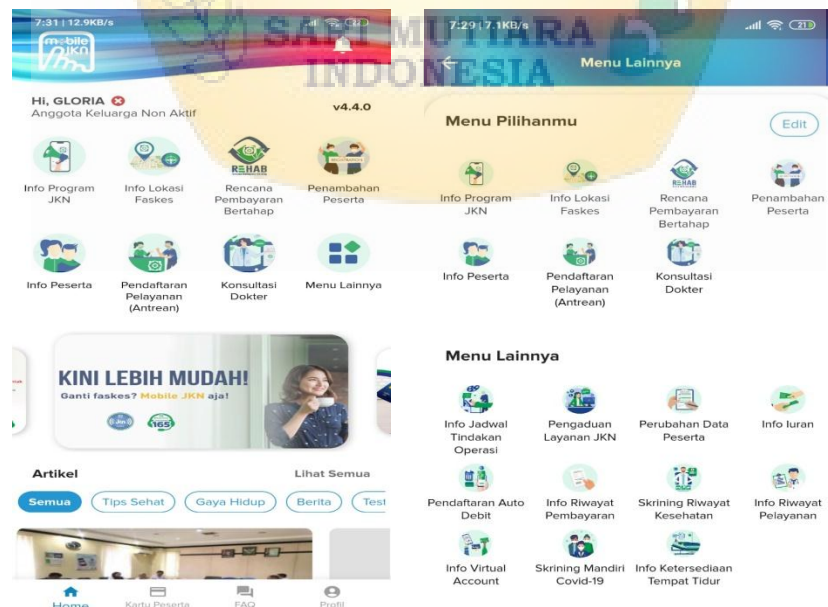 SARI MUTIARA
INDONESIA
7:31 | 12.9KB/s
mobile
JKN
Hi, GLORIA
Anggota Keluarga Non Aktif
v4.4.0
Info Program
JKN
Info Lokasi
Faskes
REHAB
Rencana
Pembayaran
Bertahap
Penambahan
Peserta
Info Peserta
Pendaftaran
Pelayanan
(Antrean)
Konsultasi
Dokter
Menu Lainnya
KINI LEBIH MUDAH!
Ganti faskes? Mobile JKN aja!
165
Artikel
Lihat Semua
Semua
Tips Sehat
Gaya Hidup
Berita
Test
Home
Kartu Peserta
FAQ
Profil
7:29 | 7.1KB/s
21
Menu Lainnya
Menu Pilihanmu
Edit
Info Program
JKN
Info Lokasi
Faskes
REHAB
Rencana
Pembayaran
Bertahap
Penambahan
Peserta
Info Peserta
Pendaftaran
Pelayanan
(Antrean)
Konsultasi
Dokter
Menu Lainnya
Info Jadwal
Tindakan
Operasi
Pengaduan
Layanan JKN
Perubahan Data
Peserta
Info Iuran
Pendaftaran Auto
Debit
Info Riwayat
Pembayaran
Skrining Riwayat
Kesehatan
Info Riwayat
Pelayanan
Info Virtual
Account
Skrining Mandiri
Covid-19
Info Ketersediaan
Tempat Tidur